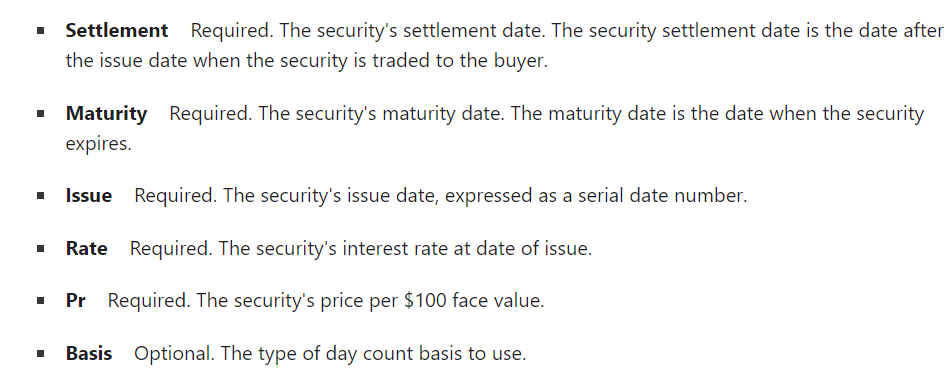 ▪ Settlement Required. The security's settlement date. The security settlement date is the date after
the issue date when the security is traded to the buyer.
▪ Maturity Required. The security's maturity date. The maturity date is the date when the security
expires.
▪ Issue Required. The security's issue date, expressed as a serial date number.
▪ Rate Required. The security's interest rate at date of issue.
▪ Pr Required. The security's price per $100 face value.
▪ Basis Optional. The type of day count basis to use.